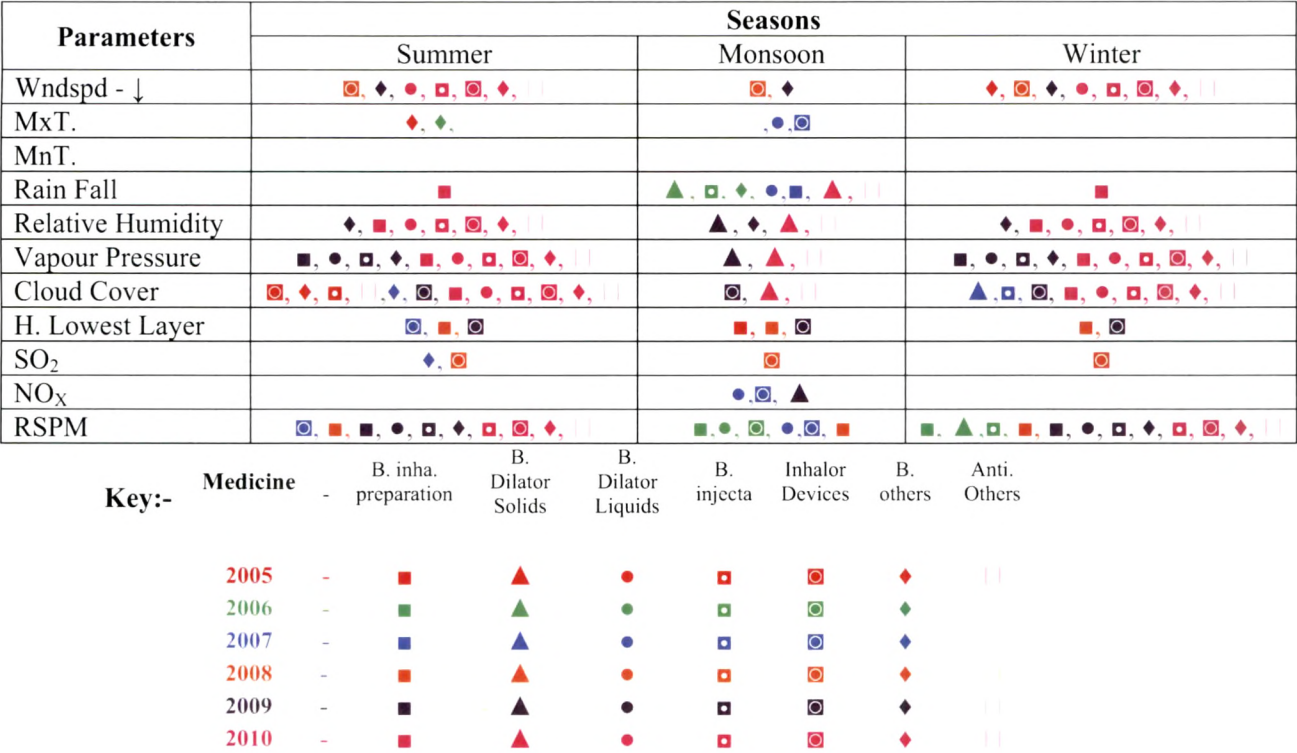 Parameters Seasons
Summer Monsoon Winter
Wndspd - ↓
MxT.
MnT.
Rain Fall
Relative Humidity
Vapour Pressure
Cloud Cover
H. Lowest Layer
SO₂
NOₓ
RSPM
Key:- Medicine - B. inha. preparation B. Dilator Solids B. Dilator Liquids B. injecta Inhalor Devices B. others Anti. Others
2005 -
2006 -
2007 -
2008 -
2009 -
2010 -